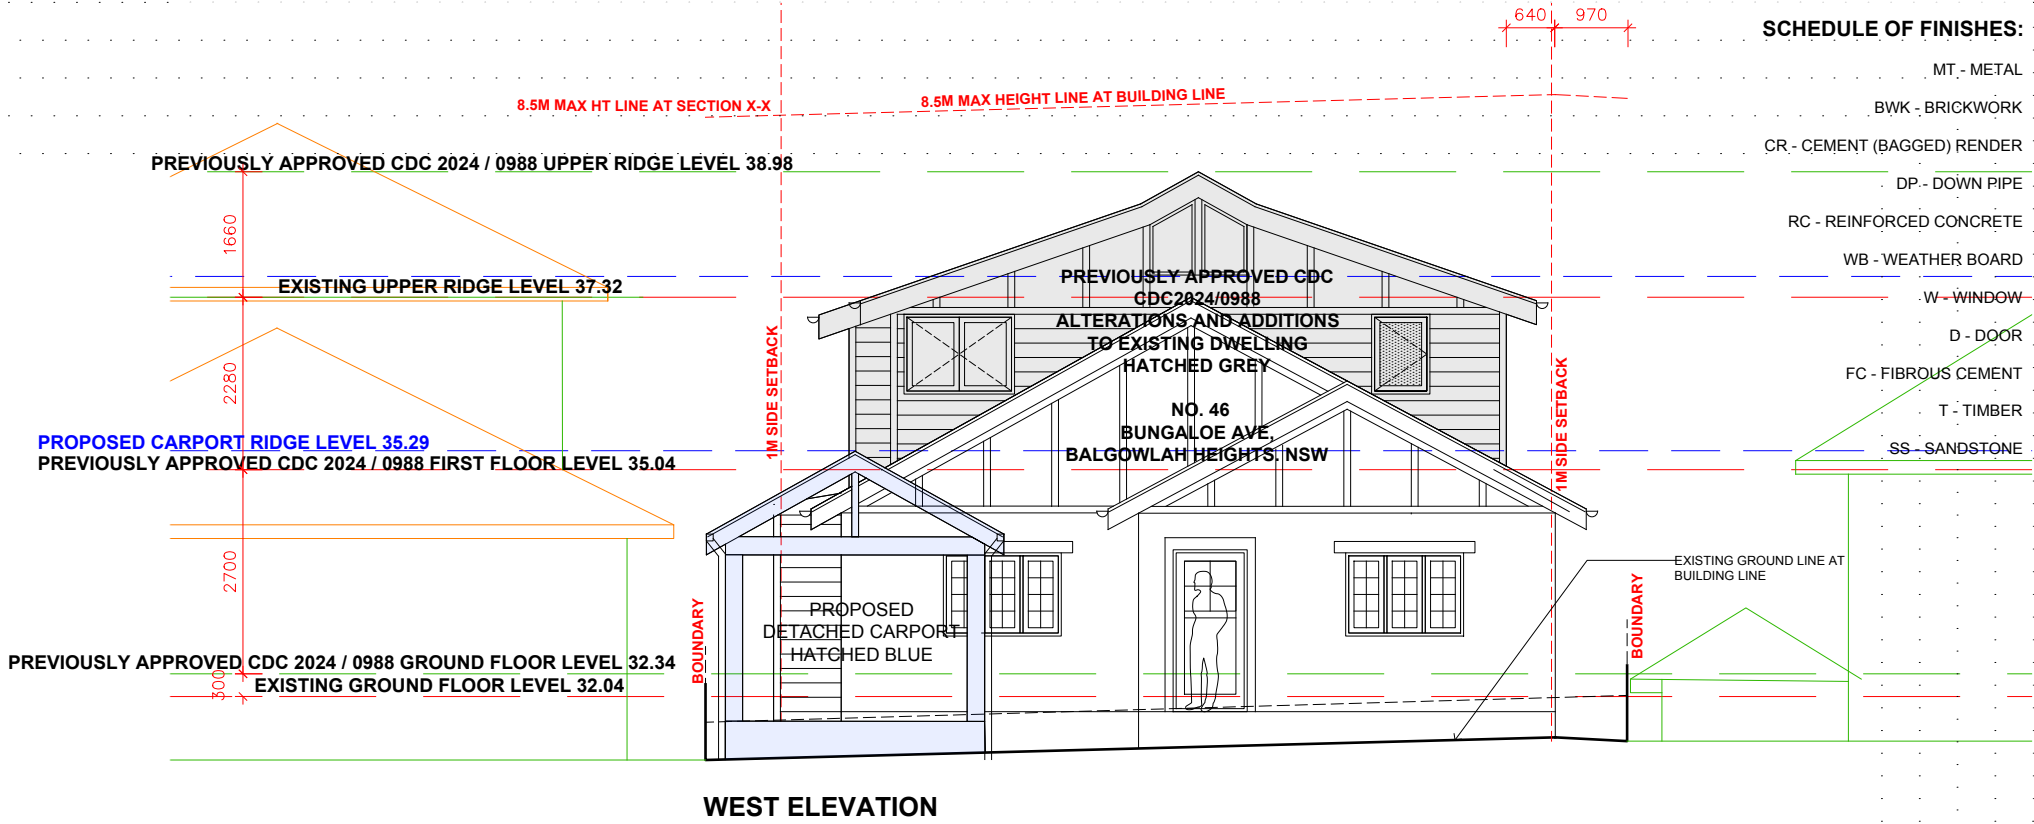 640 970
SCHEDULE OF FINISHES:
MT - METAL
BWK - BRICKWORK
CR - CEMENT (BAGGED) RENDER
DP - DOWN PIPE
RC - REINFORCED CONCRETE
WB - WEATHER BOARD
W - WINDOW
D - DOOR
FC - FIBROUS CEMENT
T - TIMBER
SS - SANDSTONE
8.5M MAX HT LINE AT SECTION X-X
8.5M MAX HEIGHT LINE AT BUILDING LINE
PREVIOUSLY APPROVED CDC 2024 / 0988 UPPER RIDGE LEVEL 38.98
1660
EXISTING UPPER RIDGE LEVEL 37.32
2280
PROPOSED CARPORT RIDGE LEVEL 35.29
PREVIOUSLY APPROVED CDC 2024 / 0988 FIRST FLOOR LEVEL 35.04
2700
PREVIOUSLY APPROVED CDC 2024 / 0988 GROUND FLOOR LEVEL 32.34
300
EXISTING GROUND FLOOR LEVEL 32.04
BOUNDARY
1M SIDE SETBACK
PREVIOUSLY APPROVED CDC
CDC2024/0988
ALTERATIONS AND ADDITIONS
TO EXISTING DWELLING
HATCHED GREY
NO. 46
BUNGALOE AVE,
BALGOWLAH HEIGHTS. NSW
PROPOSED
DETACHED CARPORT
HATCHED BLUE
1M SIDE SETBACK
EXISTING GROUND LINE AT
BUILDING LINE
BOUNDARY
WEST ELEVATION